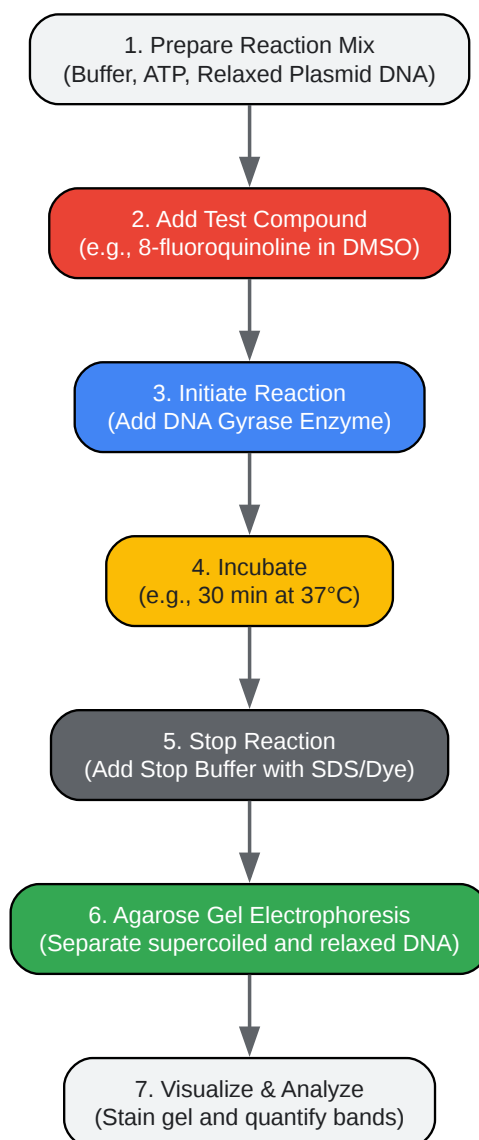 1. Prepare Reaction Mix
(Buffer, ATP, Relaxed Plasmid DNA)
2. Add Test Compound
(e.g., 8-fluoroquinoline in DMSO)
3. Initiate Reaction
(Add DNA Gyrase Enzyme)
4. Incubate
(e.g., 30 min at 37°C)
5. Stop Reaction
(Add Stop Buffer with SDS/Dye)
6. Agarose Gel Electrophoresis
(Separate supercoiled and relaxed DNA)
7. Visualize & Analyze
(Stain gel and quantify bands)